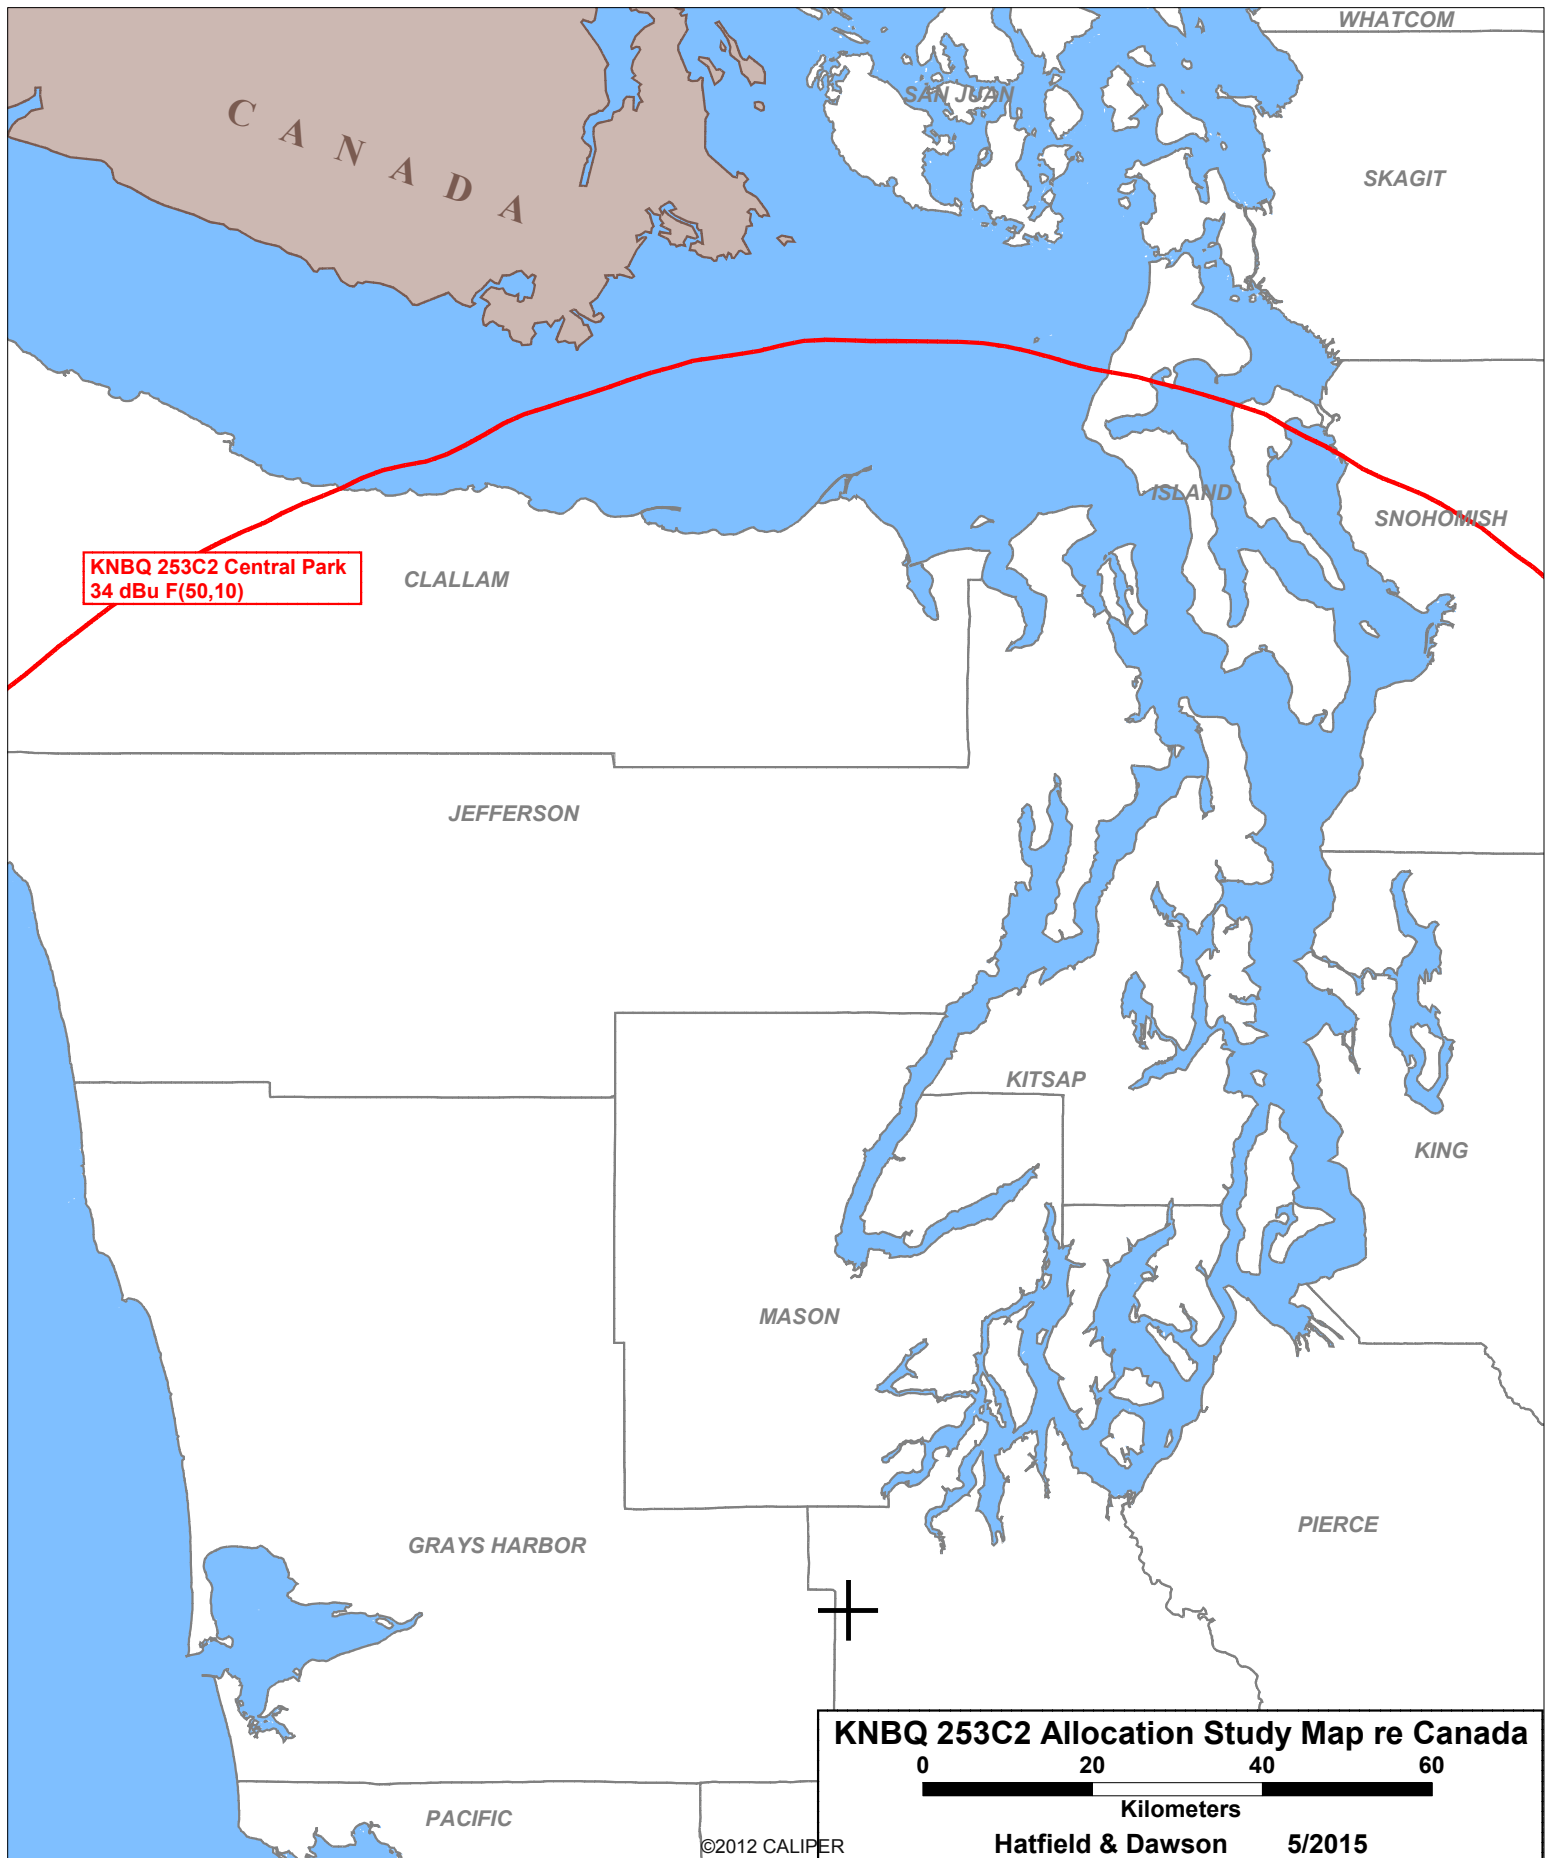 WHATCOM
SAN JUAN
CANADA
SKAGIT
ISLAND
SNOHOMISH
KNBQ 253C2 Central Park
34 dBu F(50,10)
CLALLAM
JEFFERSON
KITSAP
KING
MASON
PIERCE
GRAYS HARBOR
PACIFIC
©2012 CALIPER
KNBQ 253C2 Allocation Study Map re Canada
0 20 40 60
Kilometers
Hatfield & Dawson 5/2015